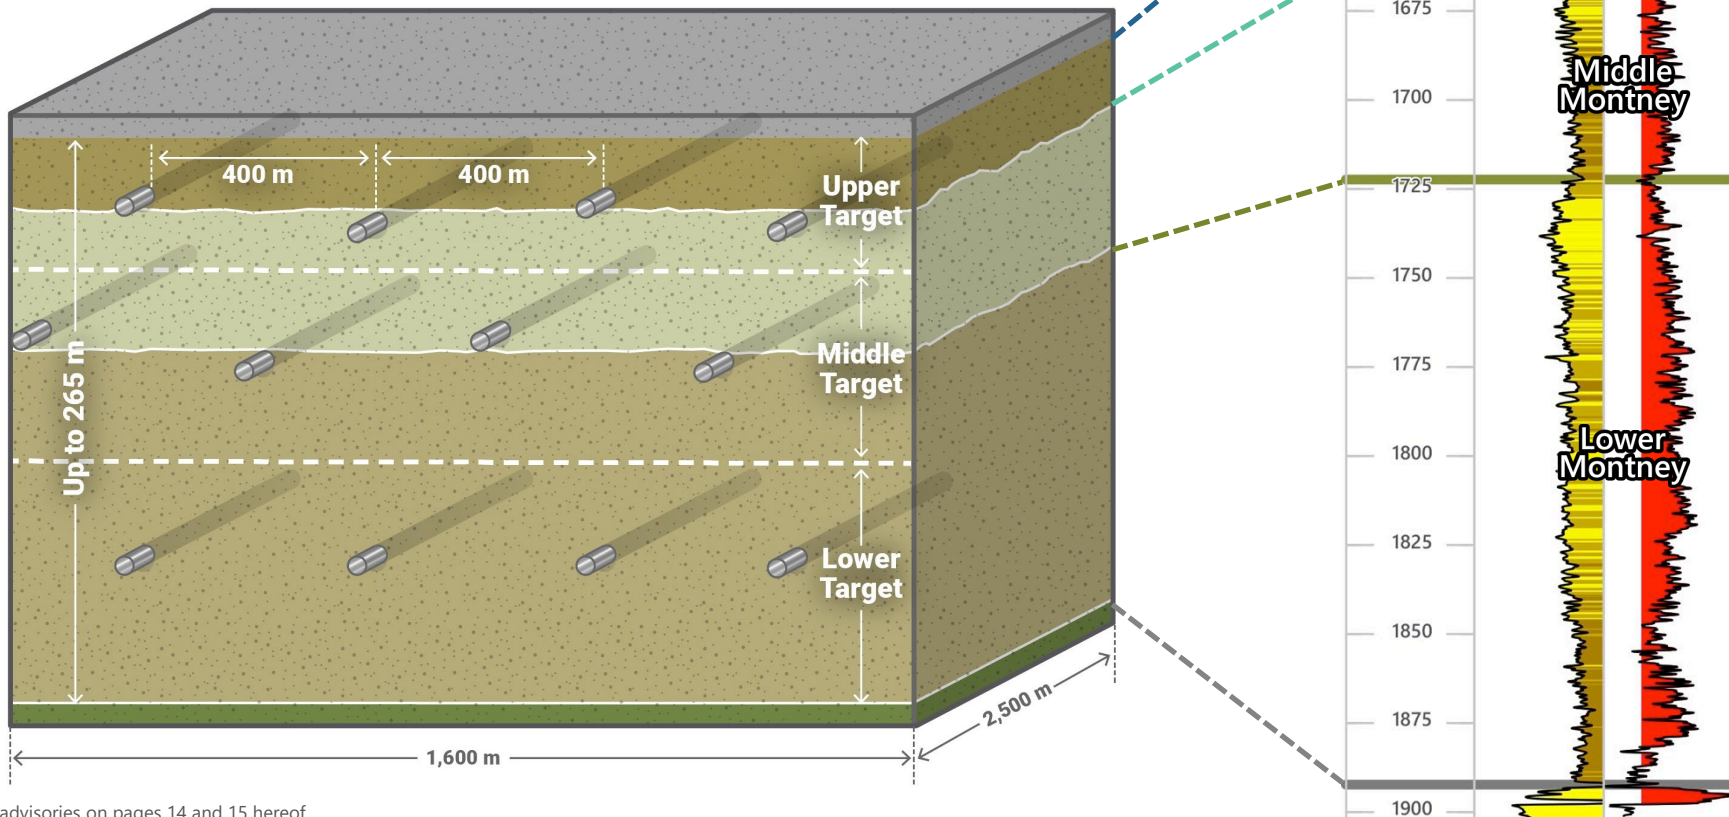 400 m
400 m
Upper
Target
Up to 265 m
Middle
Target
Lower
Target
1,600 m
2,500 m
advisories on pages 14 and 15 hereof
1675
Middle
Montney
1700
1725
1750
1775
Lower
Montney
1800
1825
1850
1875
1900